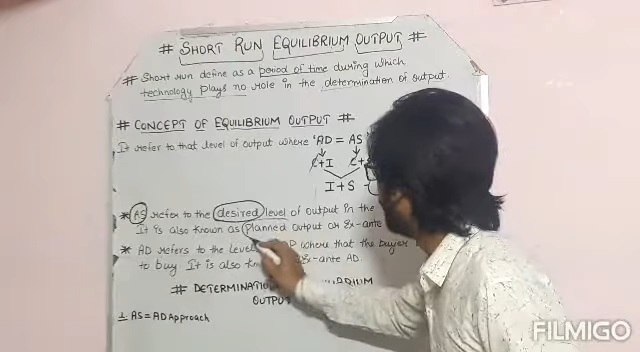 # SHORT RUN EQUILIBRIUM OUTPUT #
# Short run define as a period of time during which
technology plays no role in the determination of output.
# CONCEPT OF EQUILIBRIUM OUTPUT #
It refer to that level of output where 'AD = AS
C+I C+
I+S
* AS refer to the desired level of output in the
It is also known as Planned output or Ex-ante
* AD refers to the level where that the buyer
to buy It is also Ex-ante AD.
# DETERMINATION
OUTPUT
1 AS = AD Approach
FILMIGO